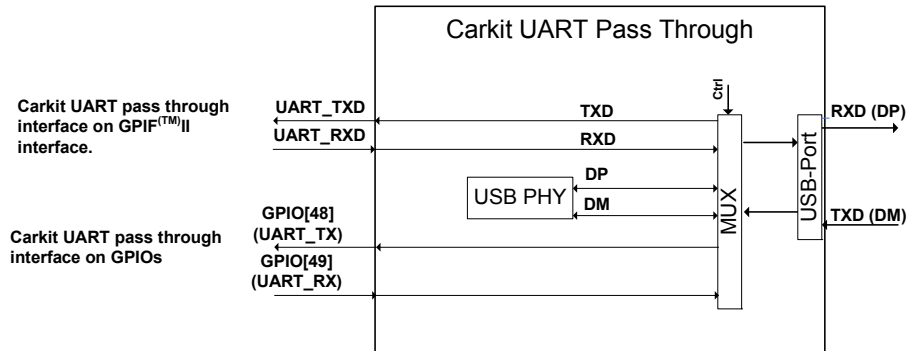 Carkit UART Pass Through
Carkit UART pass through
interface on GPIF(TM)II
interface.
UART_TXD
UART_RXD
TXD
RXD
Ctrl
MUX
USB-Port
RXD (DP)
TXD (DM)
USB PHY
DP
DM
Carkit UART pass through
interface on GPIOs
GPIO[48]
(UART_TX)
GPIO[49]
(UART_RX)